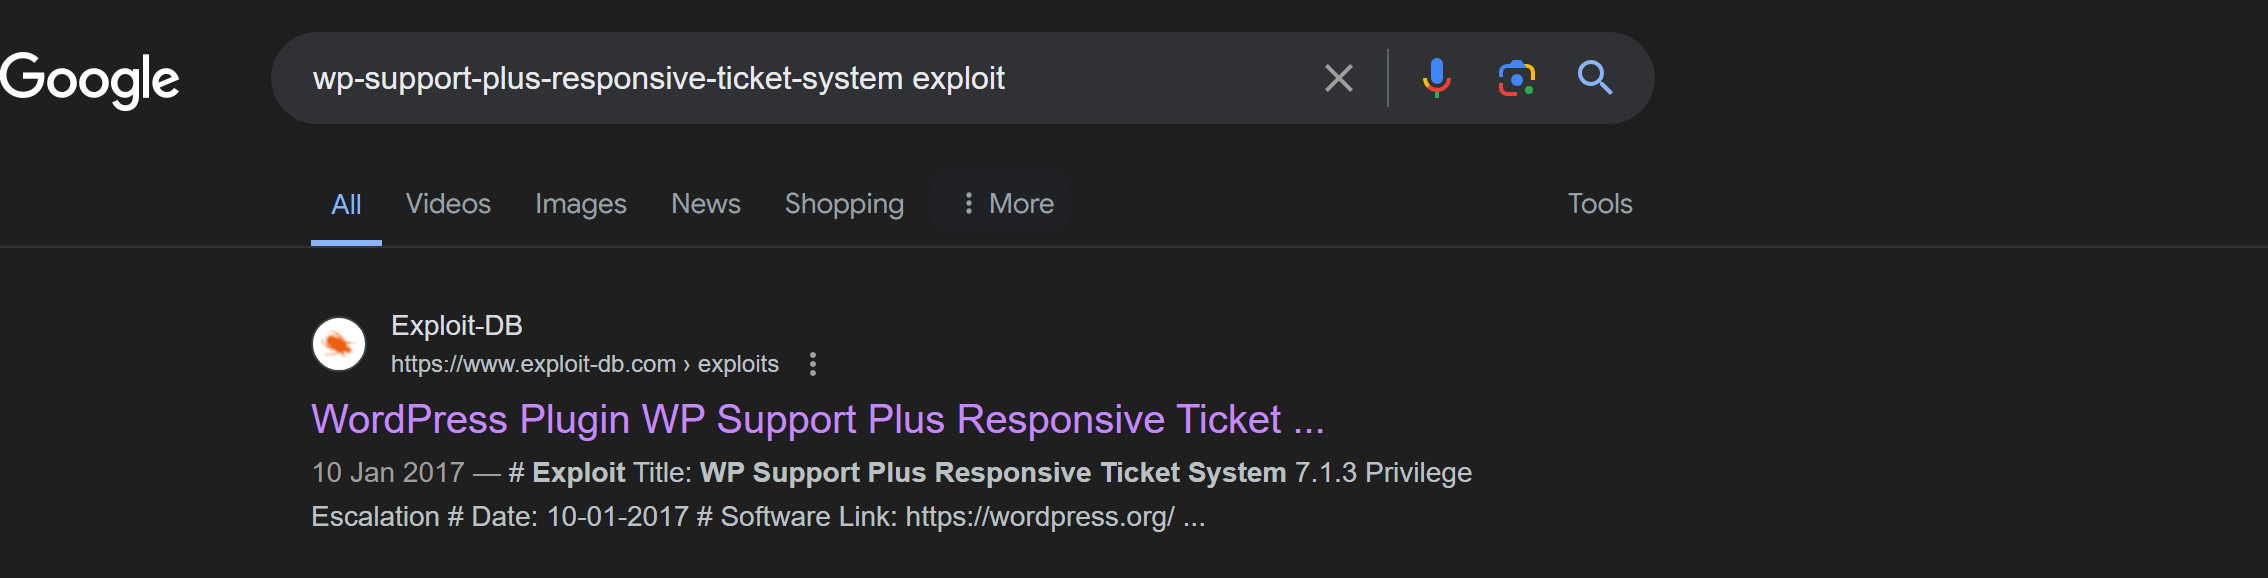 Google
wp-support-plus-responsive-ticket-system exploit
All Videos Images News Shopping More Tools
Exploit-DB
https://www.exploit-db.com › exploits
WordPress Plugin WP Support Plus Responsive Ticket ...
10 Jan 2017 — # Exploit Title: WP Support Plus Responsive Ticket System 7.1.3 Privilege
Escalation # Date: 10-01-2017 # Software Link: https://wordpress.org/ ...